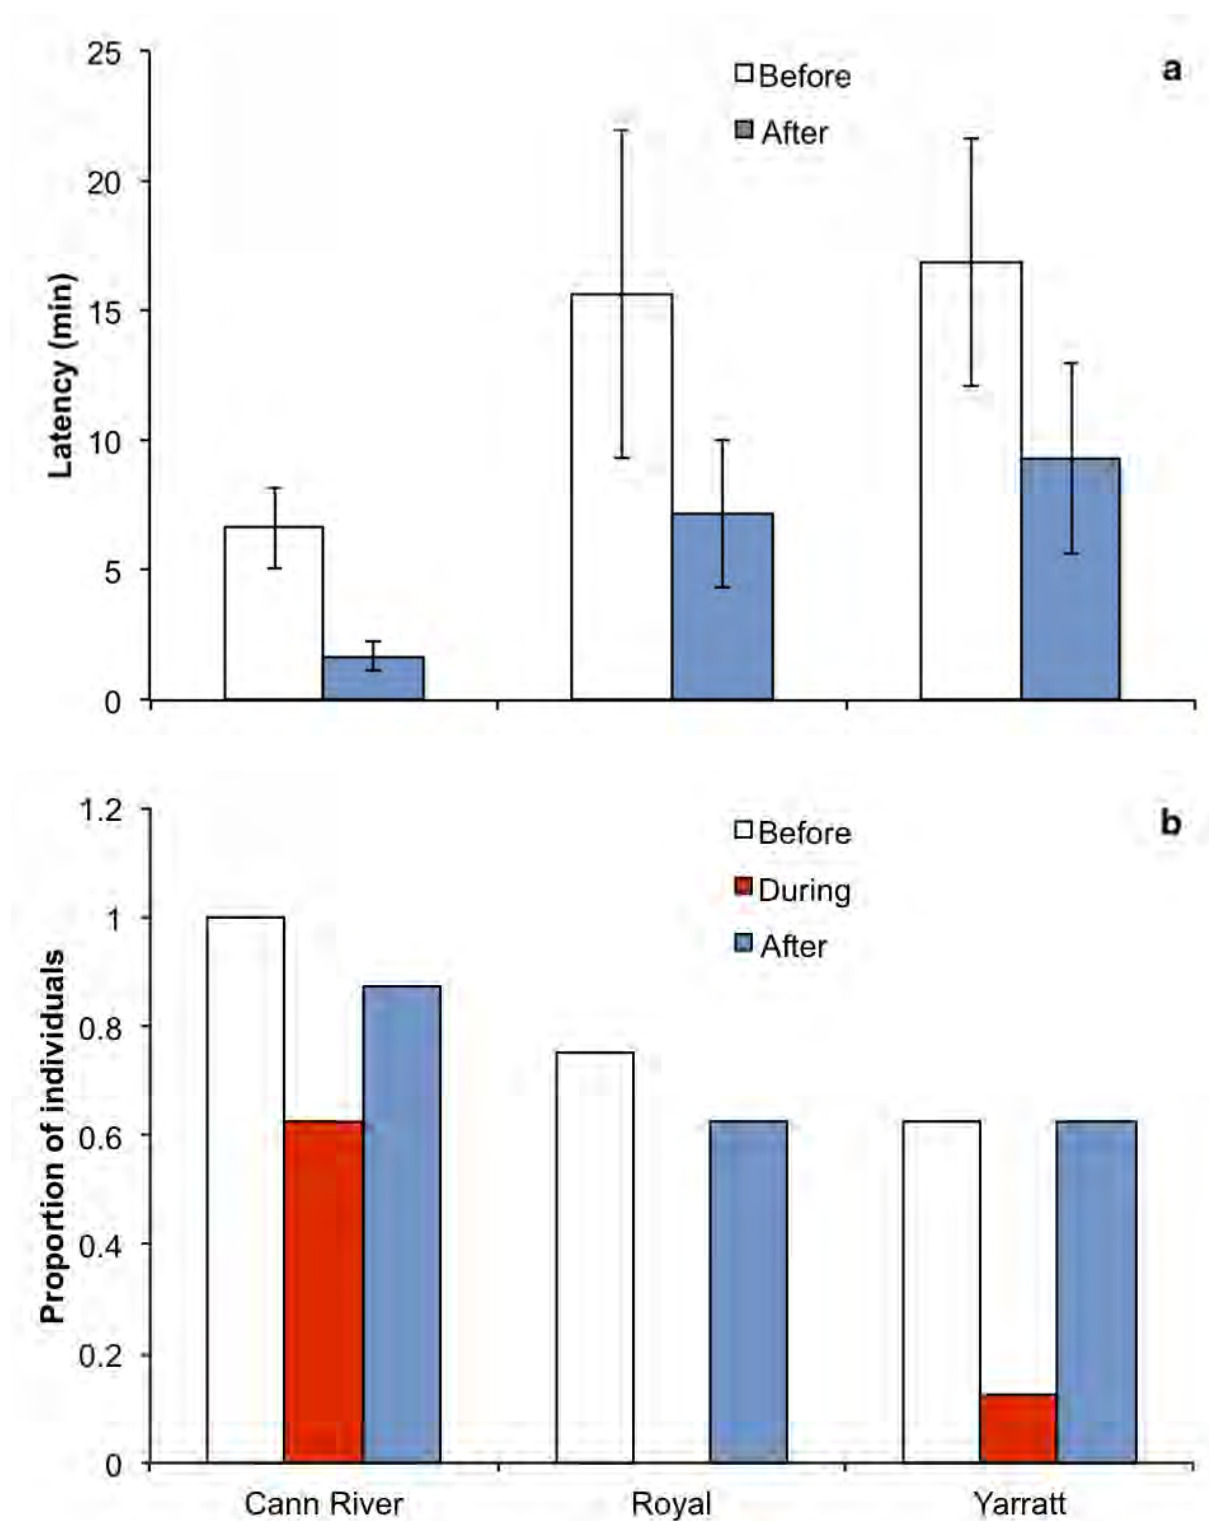 a
Before
After
25
20
15
10
5
0
Latency (min)
b
Before
During
After
1.2
1
0.8
0.6
0.4
0.2
0
Proportion of individuals
Cann River Royal Yarratt